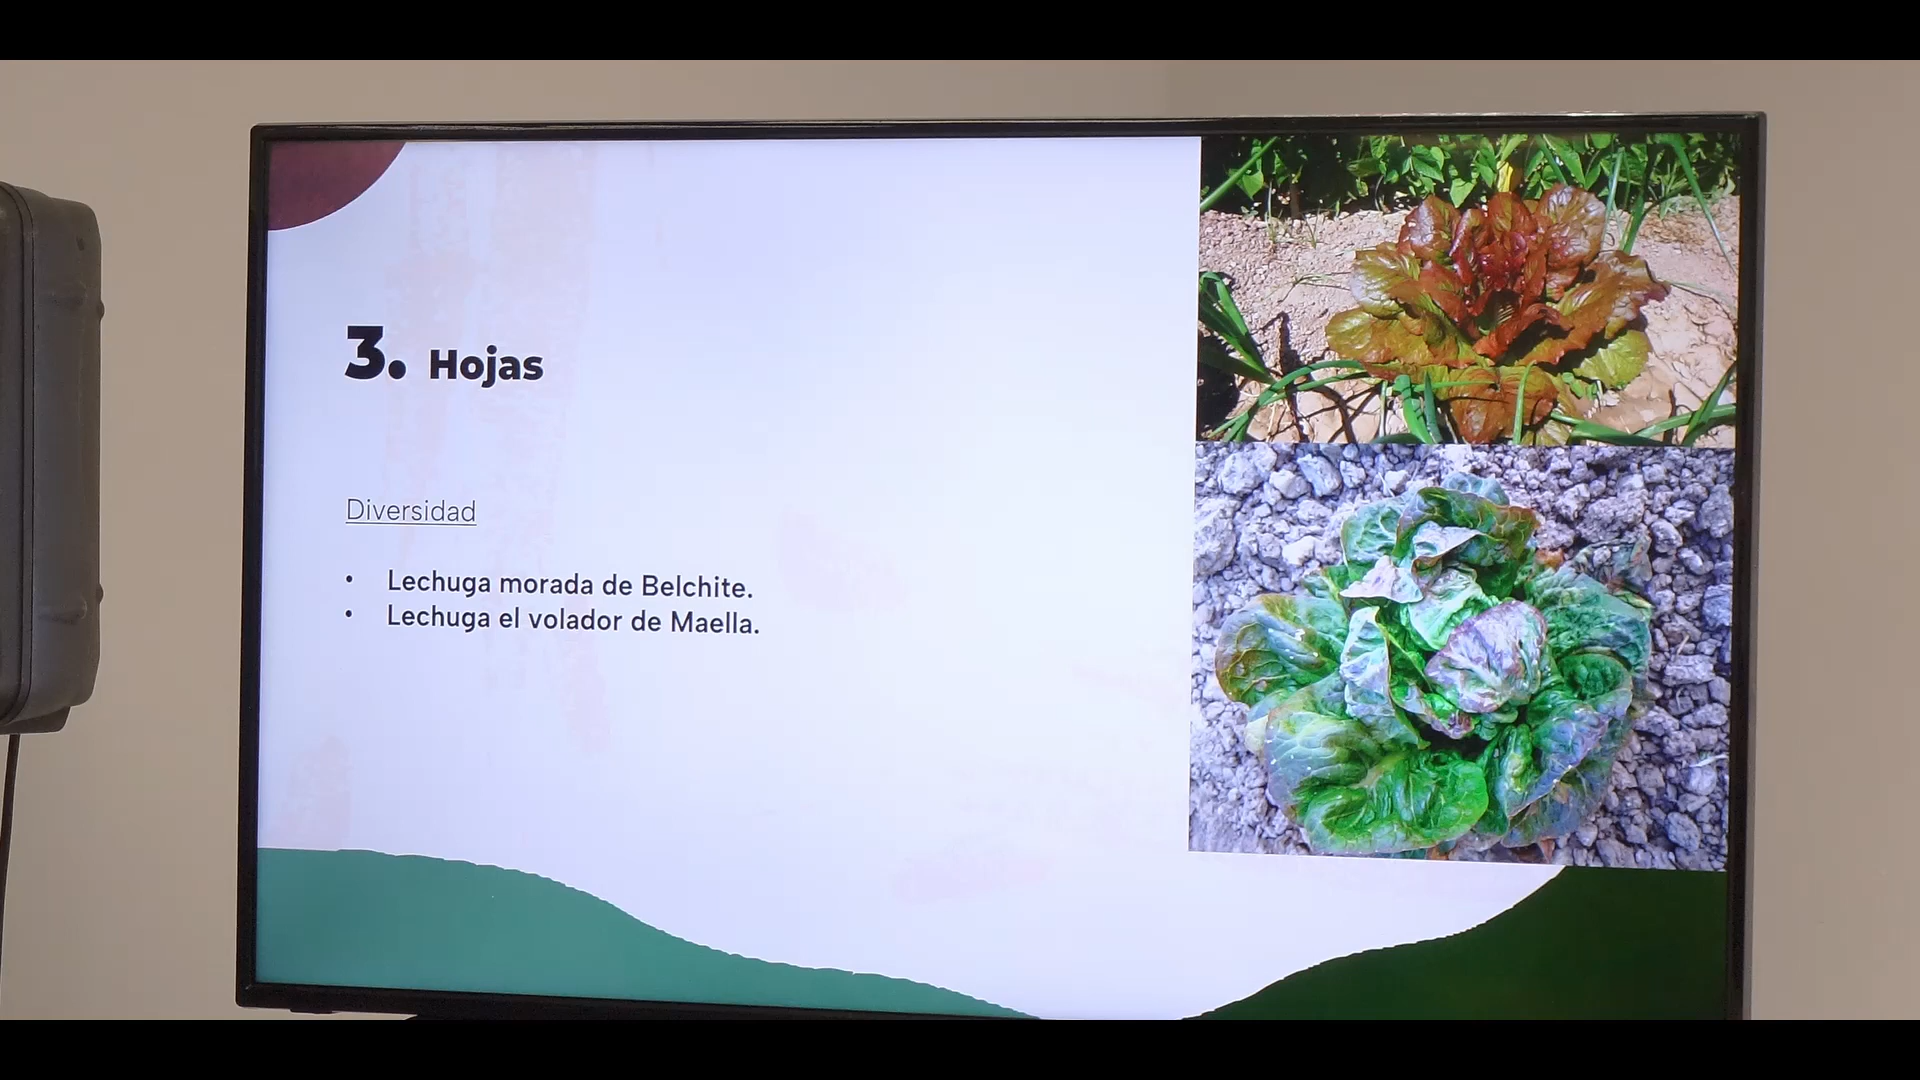 3. Hojas
Diversidad
• Lechuga morada de Belchite.
• Lechuga el volador de Maella.